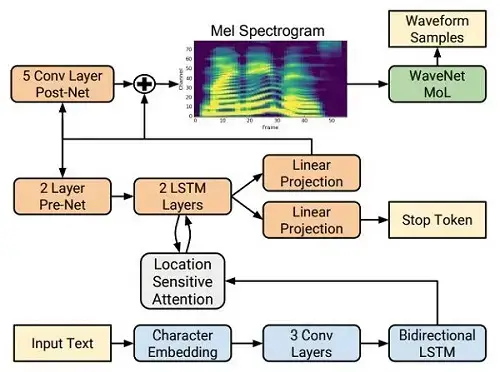 Mel Spectrogram
Waveform
Samples
5 Conv Layer
Post-Net
WaveNet
MoL
Channel
70
60
50
40
30
20
10
0
0
10
20
30
40
50
Frame
2 Layer
Pre-Net
2 LSTM
Layers
Linear
Projection
Linear
Projection
Stop Token
Location
Sensitive
Attention
Input Text
Character
Embedding
3 Conv
Layers
Bidirectional
LSTM